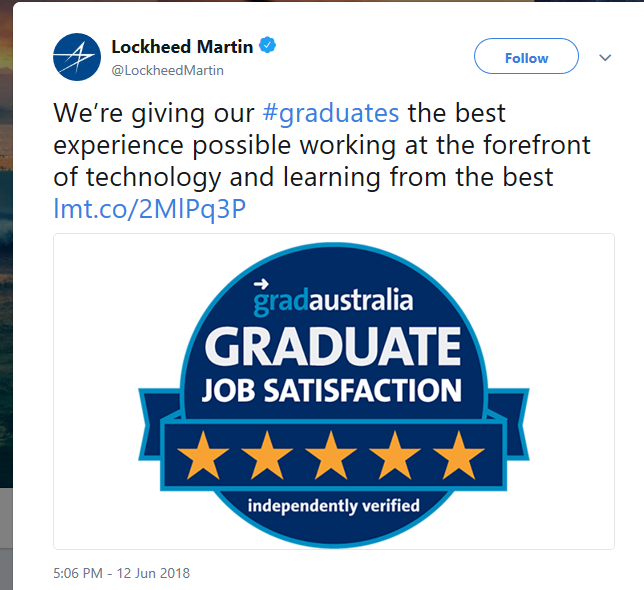 Lockheed Martin
@LockheedMartin
Follow
We’re giving our #graduates the best
experience possible working at the forefront
of technology and learning from the best
lmt.co/2MlPq3P
gradaustralia
GRADUATE
JOB SATISFACTION
independently verified
5:06 PM - 12 Jun 2018